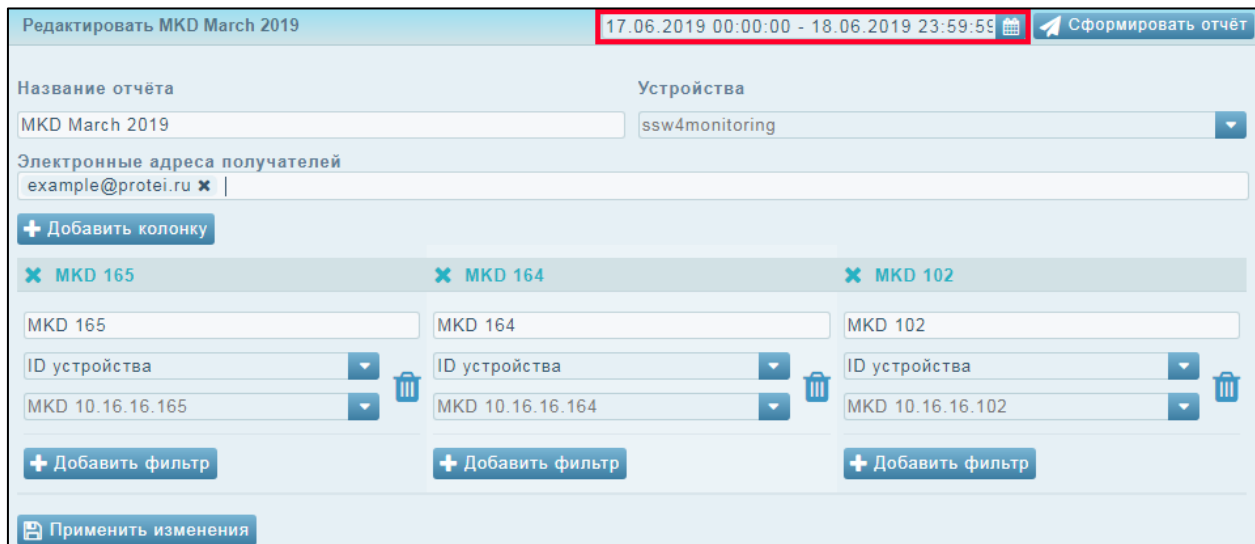 Редактировать MKD March 2019 17.06.2019 00:00:00 - 18.06.2019 23:59:59 Сформировать отчёт
Название отчёта Устройства
MKD March 2019 ssw4monitoring
Электронные адреса получателей
example@protei.ru
Добавить колонку
MKD 165 MKD 164 MKD 102
MKD 165 MKD 164 MKD 102
ID устройства ID устройства ID устройства
MKD 10.16.16.165 MKD 10.16.16.164 MKD 10.16.16.102
Добавить фильтр Добавить фильтр Добавить фильтр
Применить изменения